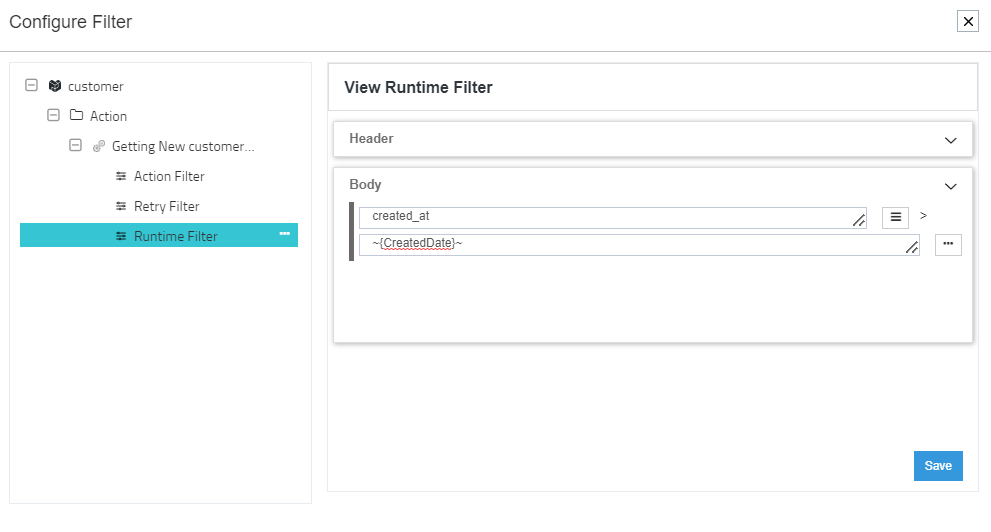 Configure Filter
customer
Action
Getting New customer...
Action Filter
Retry Filter
Runtime Filter
View Runtime Filter
Header
Body
created_at
>
~{CreatedDate}~
Save